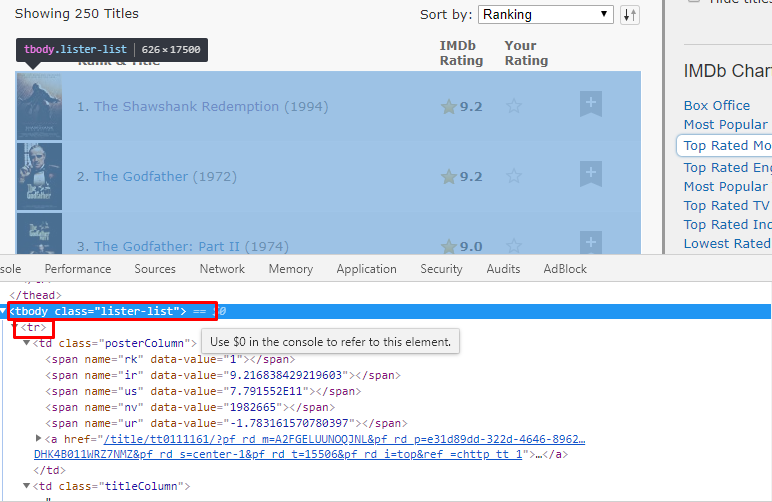 Showing 250 Titles
Sort by: Ranking
Hide titles
tbody.lister-list | 626 × 17500
Rank & Title
IMDb
Rating
Your
Rating
1. The Shawshank Redemption (1994)
9.2
2. The Godfather (1972)
9.2
3. The Godfather: Part II (1974)
9.0
IMDb Char
Box Office
Most Popular
Top Rated Mo
Top Rated Eng
Most Popular
Top Rated TV
Top Rated Ind
Lowest Rated
sole Performance Sources Network Memory Application Security Audits AdBlock
</thead>
<tbody class="lister-list"> == $0
<tr>
Use $0 in the console to refer to this element.
<td class="posterColumn">
<span name="rk" data-value="1"></span>
<span name="ir" data-value="9.216838429219603"></span>
<span name="us" data-value="7.791552E11"></span>
<span name="nv" data-value="1982665"></span>
<span name="ur" data-value="-1.783161570780397"></span>
<a href="/title/tt0111161/?pf_rd_m=A2FGELUUNOQJNL&pf_rd_p=e31d89dd-322d-4646-8962…
DHK4B011WRZ7NMZ&pf_rd_s=center-1&pf_rd_t=15506&pf_rd_i=top&ref_=chttp_tt_1">…</a>
</td>
<td class="titleColumn">
"